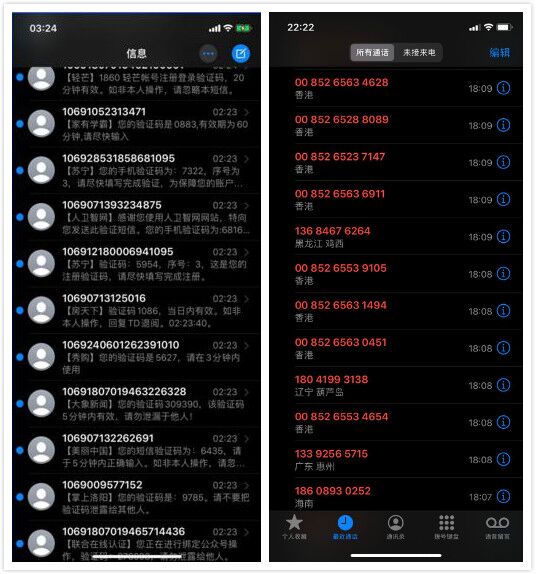 03:24
信息
【轻芒】1860 轻芒帐号注册登录验证码，20
分钟有效。如非本人操作，请忽略本短信。
10691052313471
02:23
【家有学霸】您的验证码是0883,有效期为60
分钟,请尽快输入
106928531858681095
02:23
【苏宁】您的手机验证码为：7322，序号为
3，请尽快填写完成验证，为保障您的账户...
1069071393234875
02:23
【人卫智网】感谢您使用人卫智网网站，特向
您发送此验证短信。您的手机验证码为:6816...
1069121800006941095
02:23
【苏宁】验证码：5954，序号：3，这是您的
注册验证码，请尽快填写完成注册。
10690713125016
02:23
【房天下】验证码1086，当日内有效。如非
本人操作，回复TD退阅。02:23:40。
1069240601262391010
02:23
【秀购】您的验证码是5627，请在3分钟内
使用
1069180701946322​6328
02:23
【大象新闻】您的验证码309390，该验证码
5分钟内有效，请勿泄漏于他人！
106907132262691
02:23
【美丽中国】您的短信验证码为：6435，请
于5分钟内正确输入。如非本人操作，请忽...
1069009577152
02:23
【掌上洛阳】您的验证码是：9785，请不要把
验证码泄露给其他人。
10691807019465714436
02:23
【联合在线认证】您正在进行绑定公众号操
22:22
所有通话
未接来电
编辑
00 852 6563 4628
18:09
香港
00 852 6528 8089
18:09
香港
00 852 6523 7147
18:09
香港
00 852 6563 6911
18:09
香港
136 8467 6264
18:09
黑龙江 鸡西
00 852 6553 9105
18:08
香港
00 852 6563 1494
18:08
香港
00 852 6563 0451
18:08
香港
180 4199 3138
18:08
辽宁 葫芦岛
00 852 6553 4654
18:08
香港
133 9256 5715
18:08
广东 惠州
186 0893 0252
18:07
海南
个人收藏
最近通话
通讯录
拨号键盘
语音留言